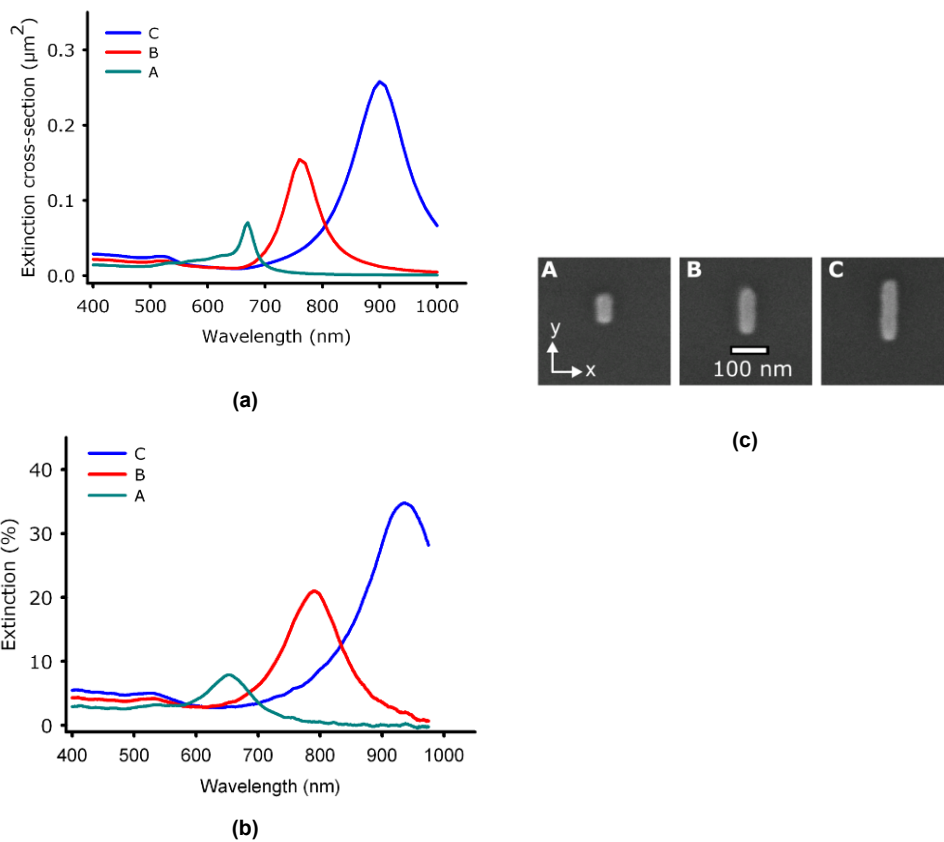 Extinction cross-section (μm²)
0.3
0.2
0.1
0.0
C
B
A
400 500 600 700 800 900 1000
Wavelength (nm)
(a)
A
y
x
B
100 nm
C
(c)
Extinction (%)
40
30
20
10
0
C
B
A
400 500 600 700 800 900 1000
Wavelength (nm)
(b)